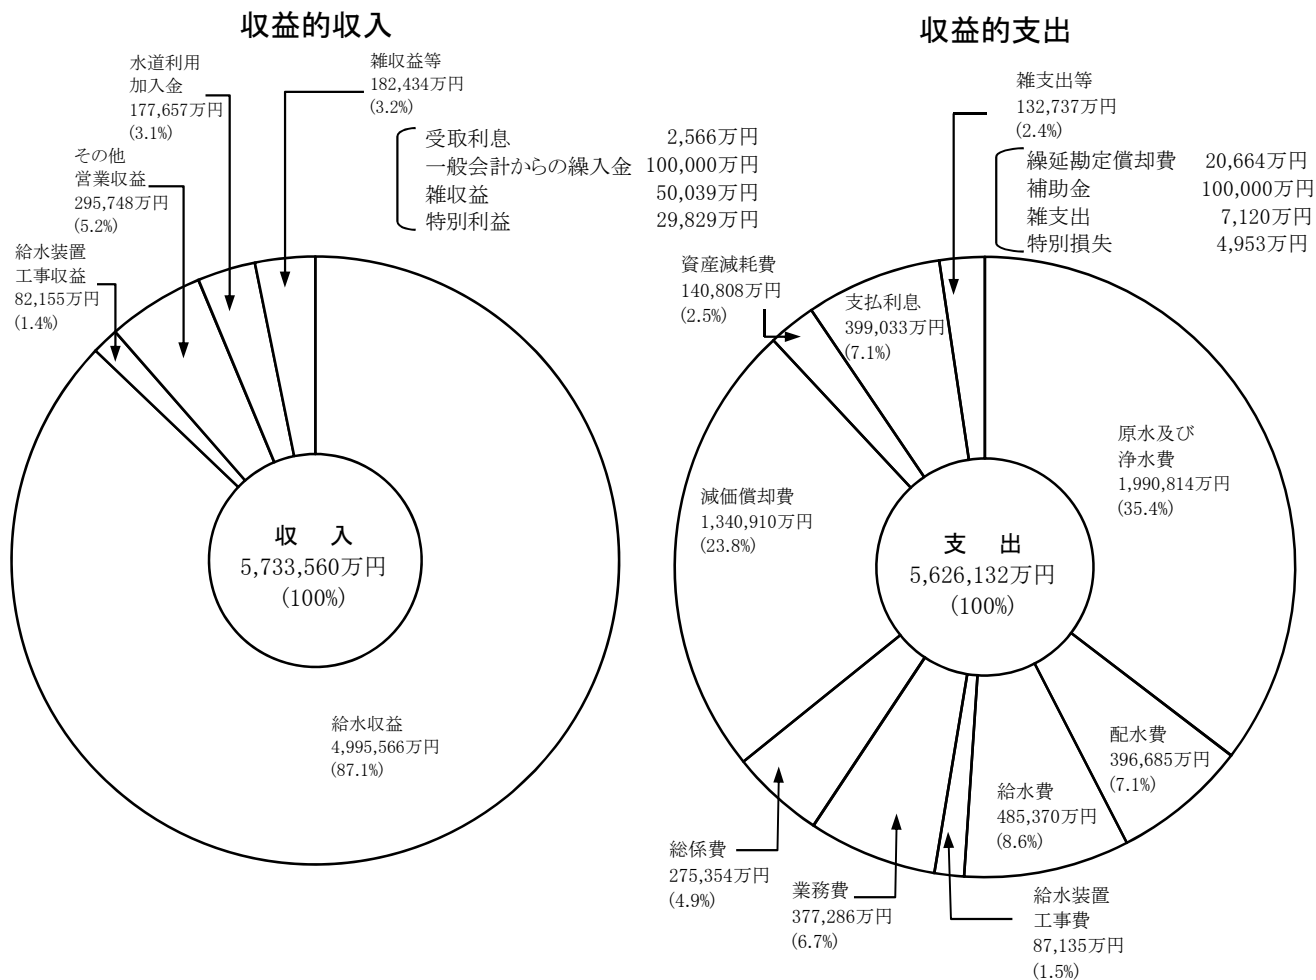 収益的収入
水道利用
加入金
177,657万円
(3.1%)
雑収益等
182,434万円
(3.2%)
受取利息 2,566万円
一般会計からの繰入金 100,000万円
雑収益 50,039万円
特別利益 29,829万円
その他
営業収益
295,748万円
(5.2%)
給水装置
工事収益
82,155万円
(1.4%)
収 入
5,733,560万円
(100%)
給水収益
4,995,566万円
(87.1%)
収益的支出
雑支出等
132,737万円
(2.4%)
繰延勘定償却費 20,664万円
補助金 100,000万円
雑支出 7,120万円
特別損失 4,953万円
資産減耗費
140,808万円
(2.5%)
支払利息
399,033万円
(7.1%)
原水及び
浄水費
1,990,814万円
(35.4%)
減価償却費
1,340,910万円
(23.8%)
支 出
5,626,132万円
(100%)
配水費
396,685万円
(7.1%)
給水費
485,370万円
(8.6%)
総係費
275,354万円
(4.9%)
業務費
377,286万円
(6.7%)
給水装置
工事費
87,135万円
(1.5%)